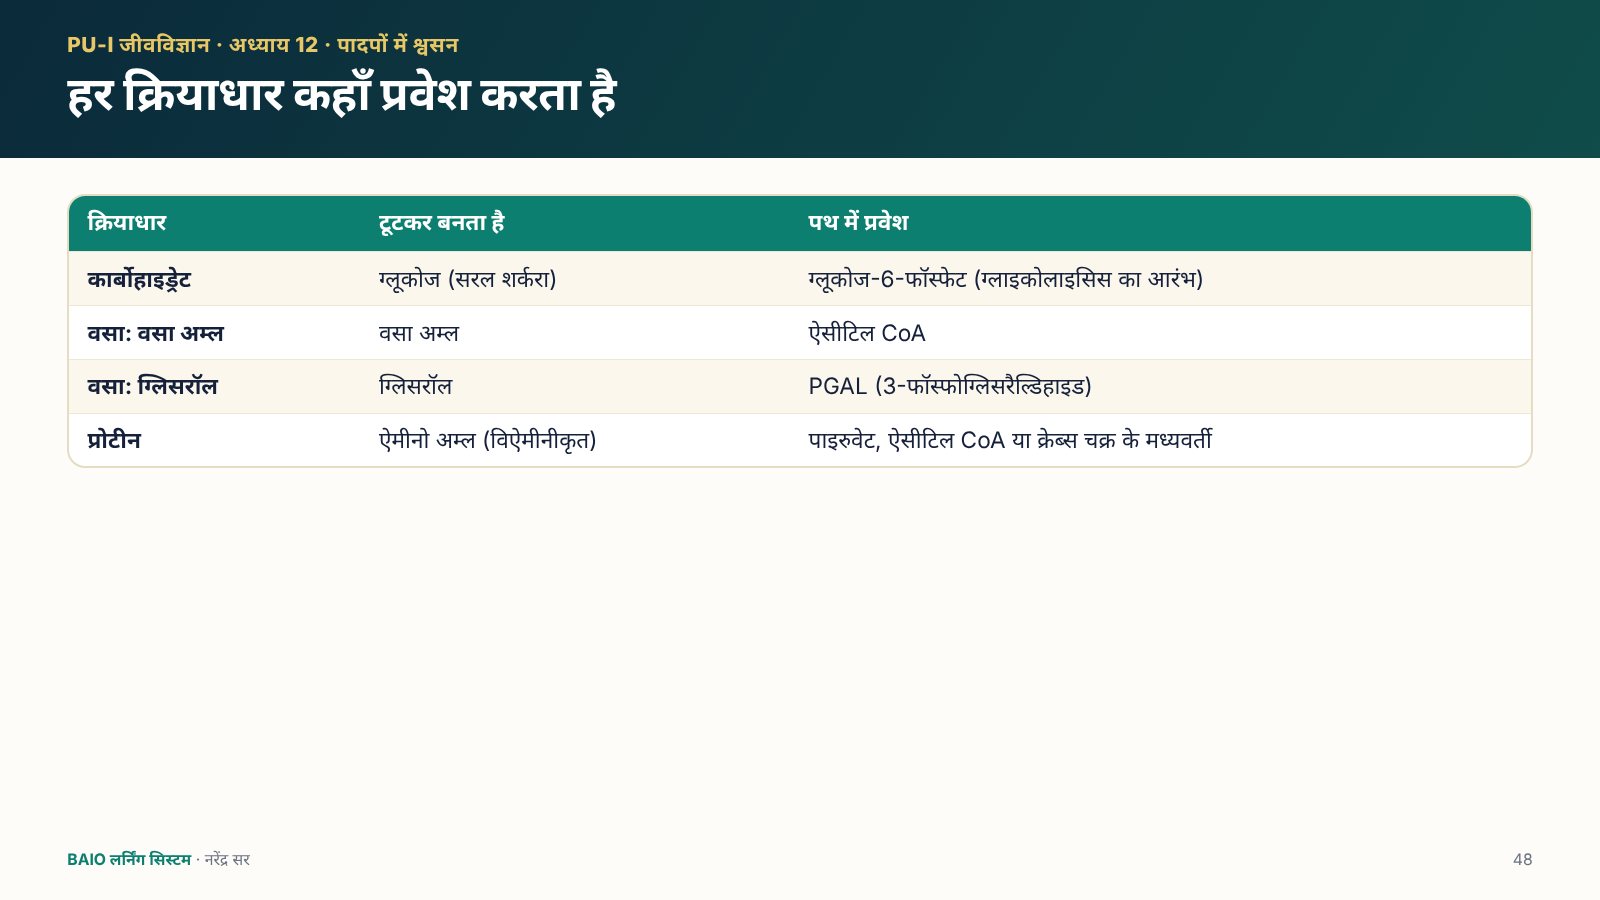 PU-I जीवविज्ञान · अध्याय 12 · पादपों में श्वसन
हर क्रियाधार कहाँ प्रवेश करता है
क्रियाधार टूटकर बनता है पथ में प्रवेश
कार्बोहाइड्रेट ग्लूकोज (सरल शर्करा) ग्लूकोज-6-फॉस्फेट (ग्लाइकोलाइसिस का आरंभ)
वसा: वसा अम्ल वसा अम्ल ऐसीटिल CoA
वसा: ग्लिसरॉल ग्लिसरॉल PGAL (3-फॉस्फोग्लिसरैल्डिहाइड)
प्रोटीन ऐमीनो अम्ल (विऐमीनीकृत) पाइरुवेट, ऐसीटिल CoA या क्रेब्स चक्र के मध्यवर्ती
BAIO लर्निंग सिस्टम · नरेंद्र सर 48